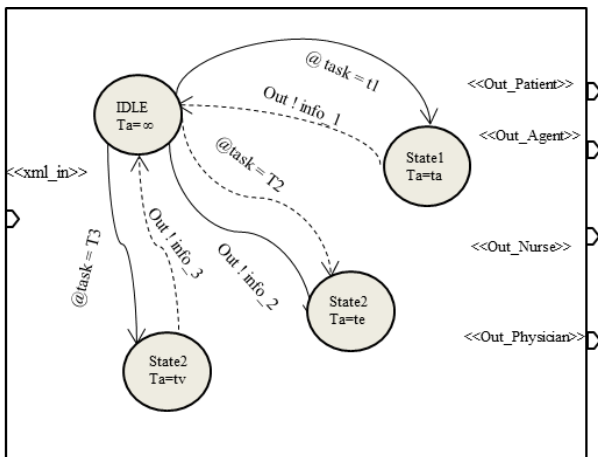 @ task = t1
<<Out_Patient>>
IDLE
Ta= ∞
Out ! info_1
<<Out_Agent>>
State1
Ta=ta
@task = T2
<<xml_in>>
Out ! info_3
@task = T3
Out ! info_2
<<Out_Nurse>>
State2
Ta=te
<<Out_Physician>>
State2
Ta=tv